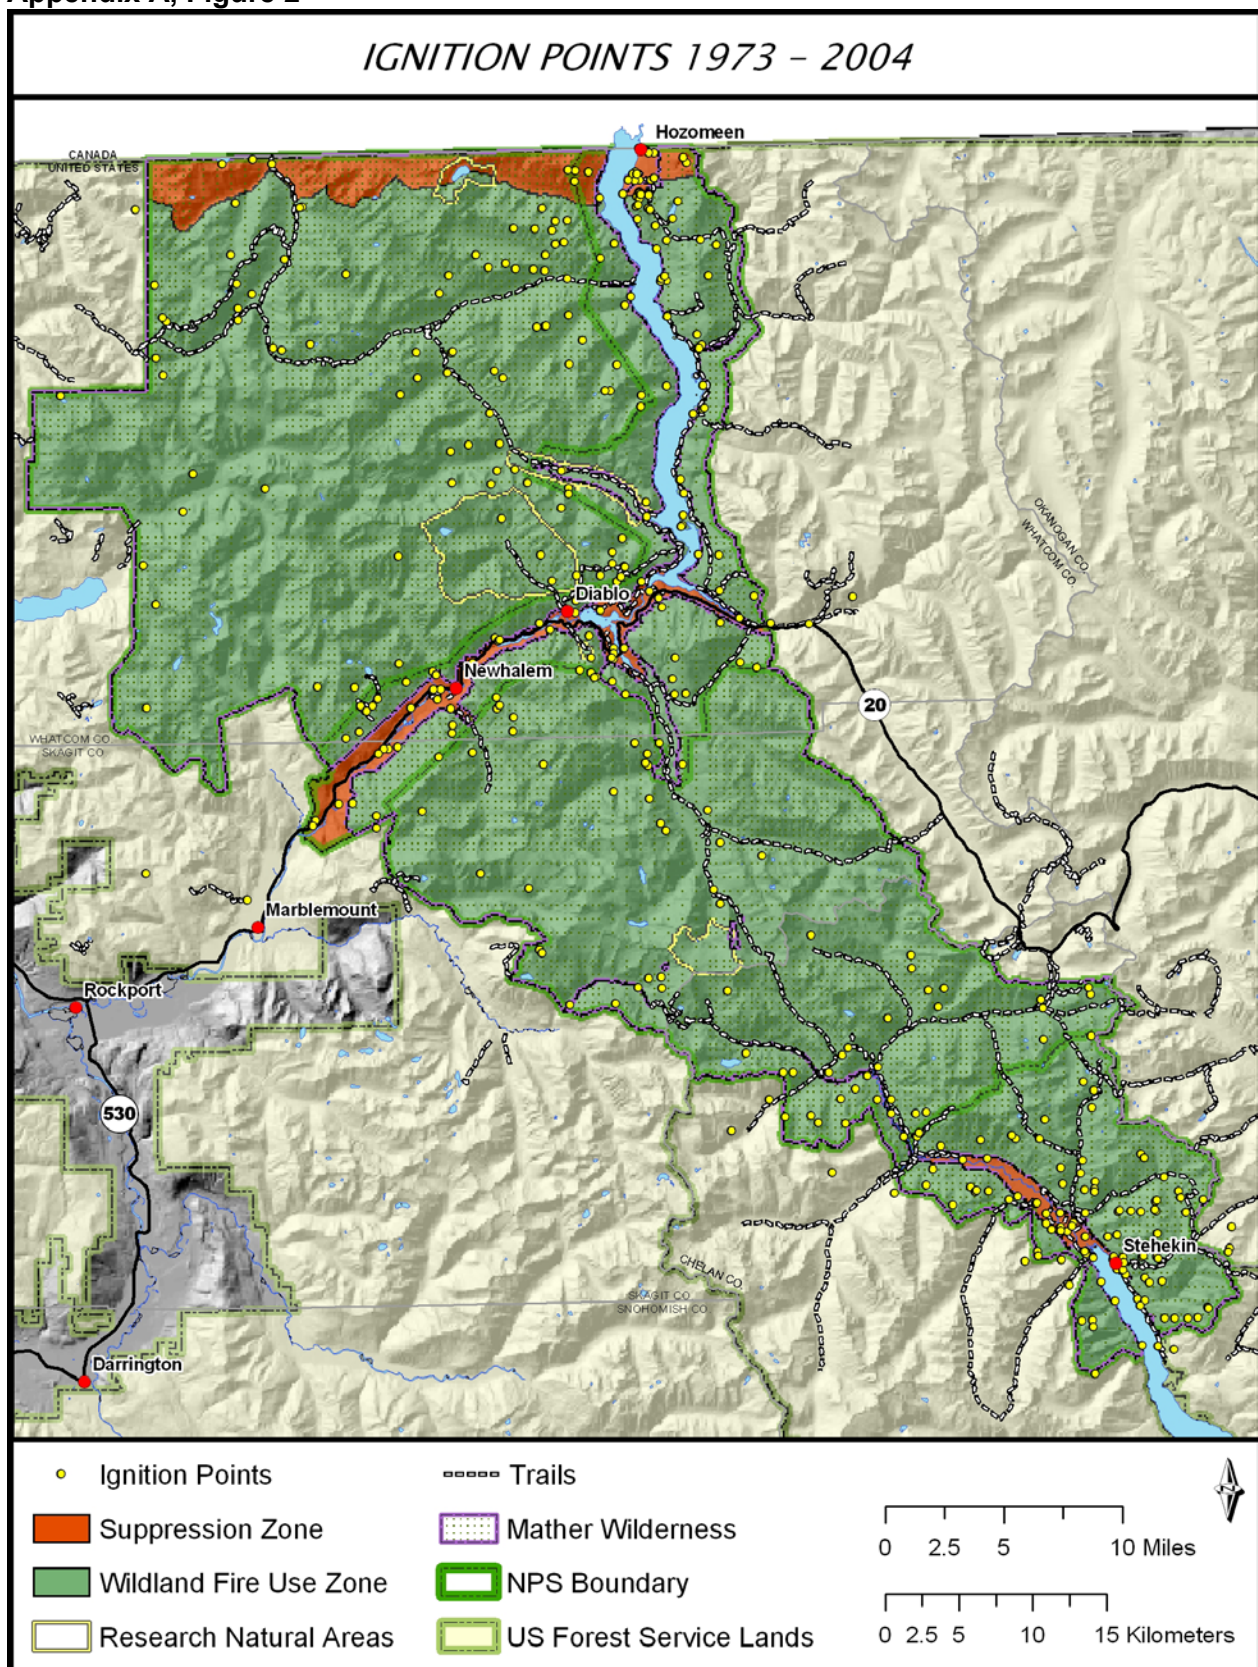 Appendix A, Figure 2
IGNITION POINTS 1973 – 2004
Hozomeen
CANADA
UNITED STATES
OKANOGAN CO.
WHATCOM CO.
Diablo
Newhalem
20
WHATCOM CO.
SKAGIT CO
Marblemount
Rockport
530
Stehekin
CHELAN CO.
SKAGIT CO
SNOHOMISH CO.
Darrington
Ignition Points
Suppression Zone
Wildland Fire Use Zone
Research Natural Areas
Trails
Mather Wilderness
NPS Boundary
US Forest Service Lands
0 2.5 5 10 Miles
0 2.5 5 10 15 Kilometers